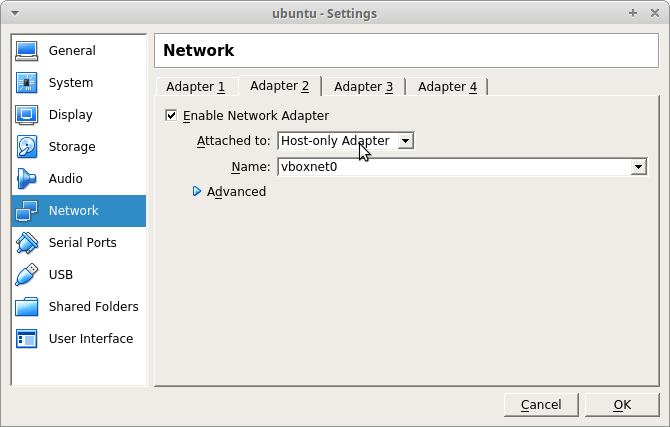 ubuntu - Settings
General
System
Display
Storage
Audio
Network
Serial Ports
USB
Shared Folders
User Interface
Network
Adapter 1 Adapter 2 Adapter 3 Adapter 4
Enable Network Adapter
Attached to: Host-only Adapter
Name: vboxnet0
Advanced
Cancel OK